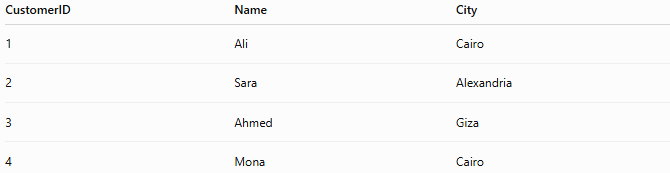 CustomerID Name City
1 Ali Cairo
2 Sara Alexandria
3 Ahmed Giza
4 Mona Cairo